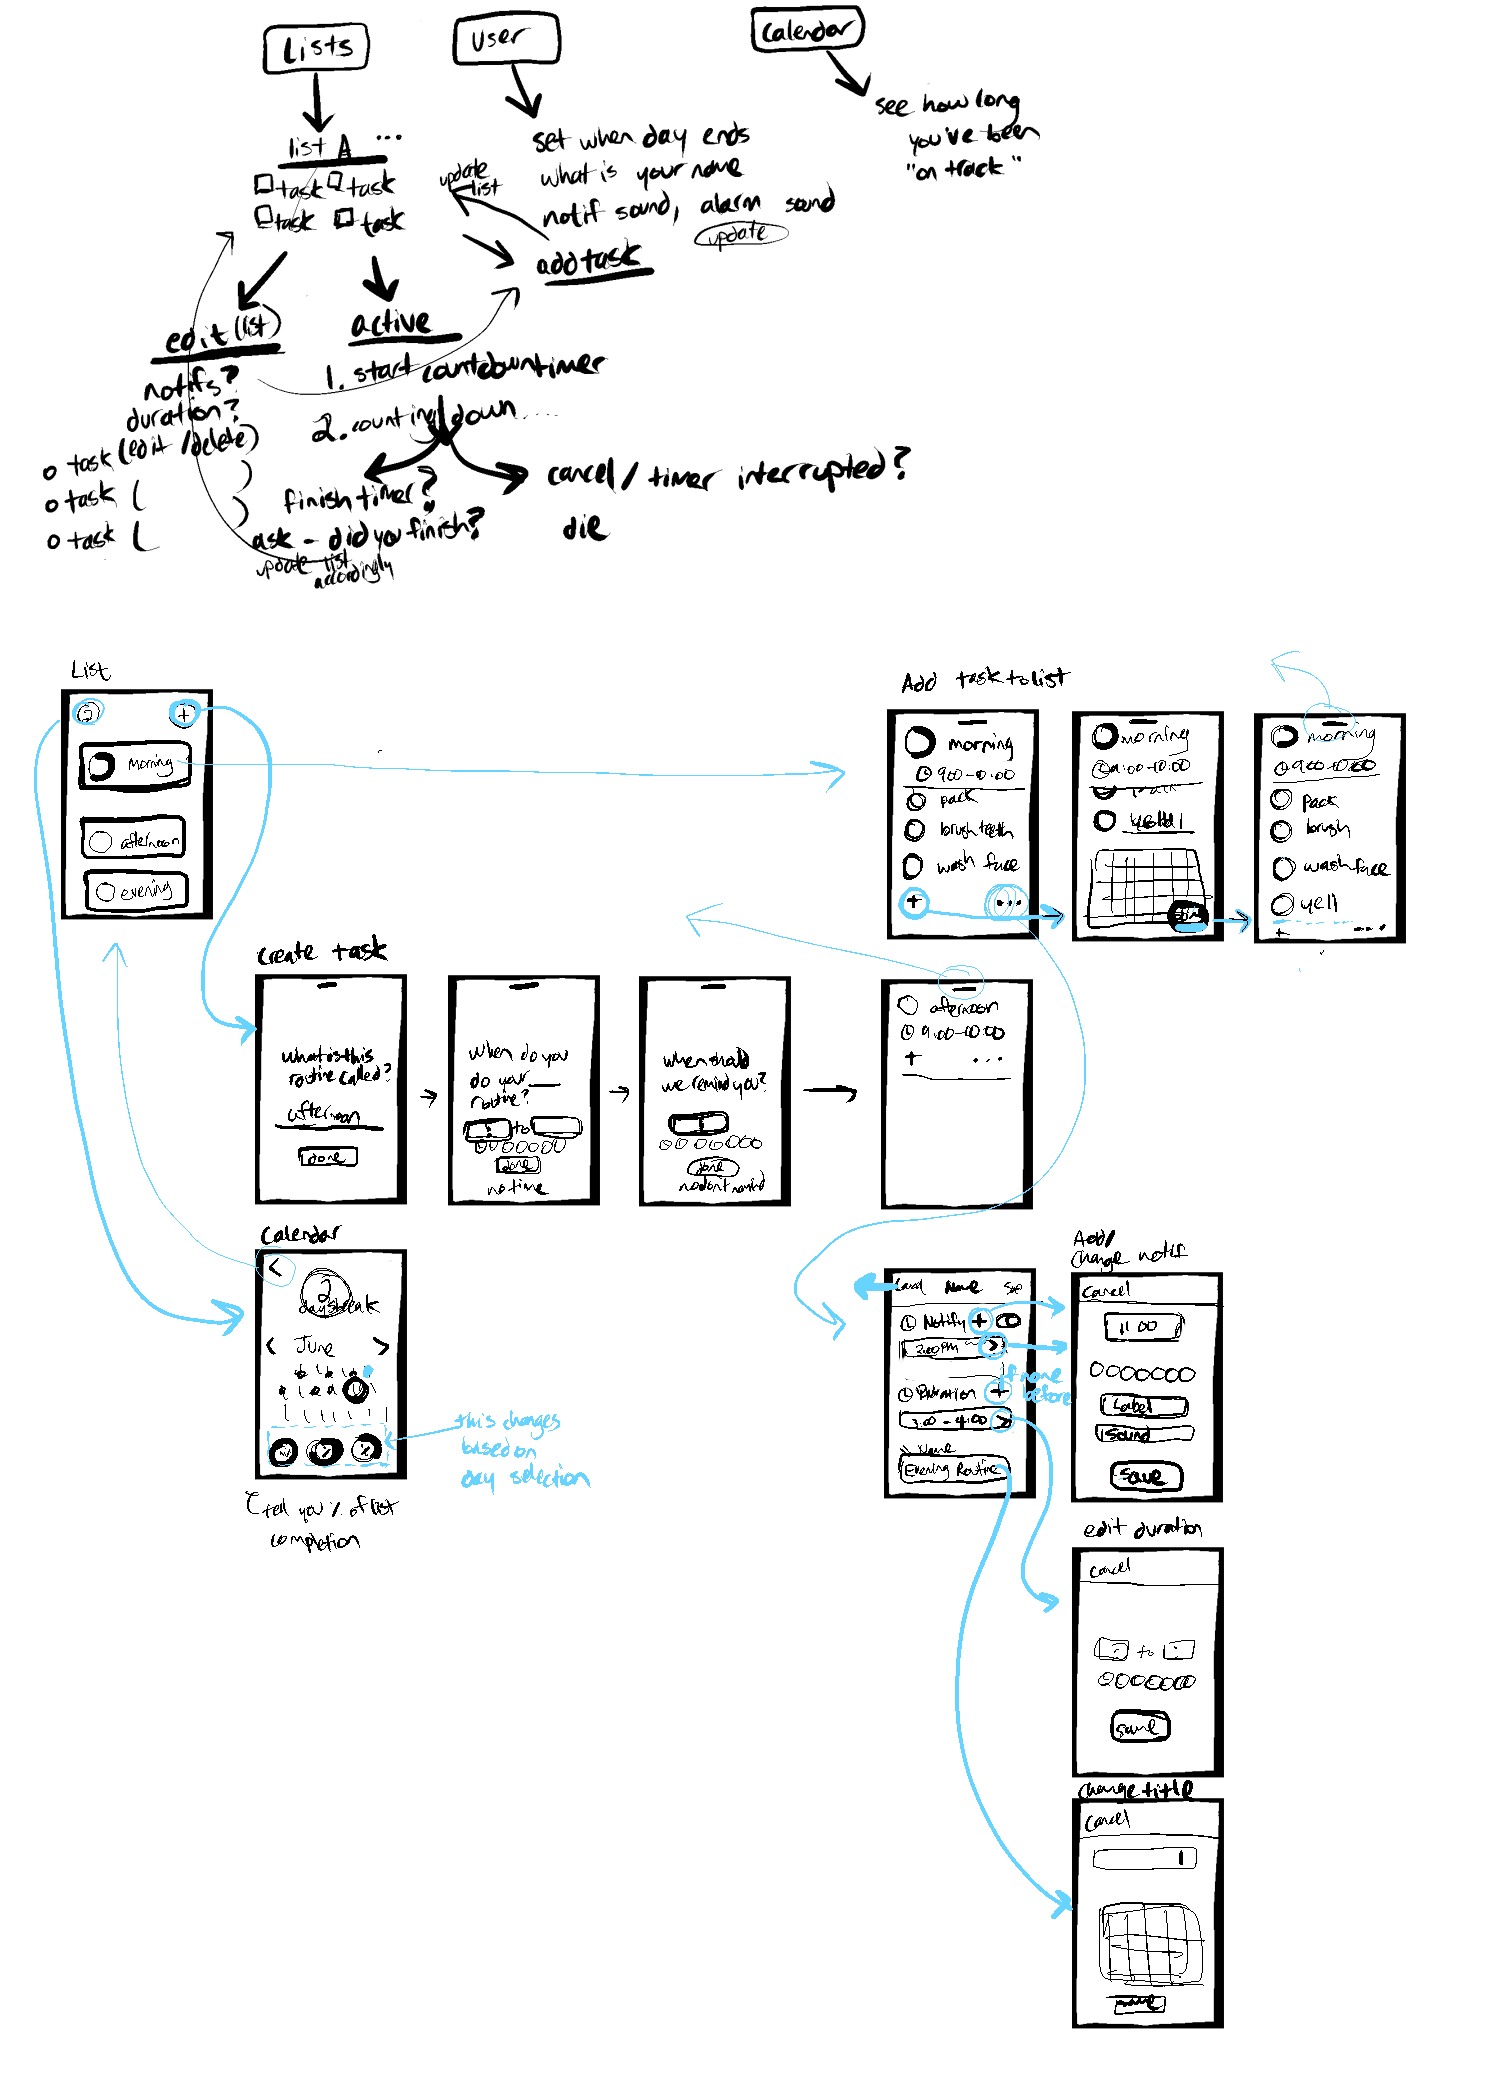 Lists
User
Calendar
list A ...
task task
task task
update
list
set when day ends
what is your name
notif sound, alarm sound
update
add task
see how long
you've been
"on track"
edit (list)
notifs?
duration?
task (edit/delete)
task (      )
task (      )
active
1. start countdown timer
2. counting down ....
finish timer?
ask - did you finish?
update list
accordingly
cancel / timer interrupted?
die
List
+
Morning
afternoon
evening
Add task to list
morning
9:00-10:00
pack
brush teeth
wash face
+ ...
morning
9:00-10:00
yell
morning
9:00-10:00
pack
brush
wash face
yell
+ ...
Create task
what is this
routine called?
afternoon
done
when do you
do your ___
routine?
to
done
no time
when should
we remind you?
done
no dont remind
afternoon
9:00-10:00
+ ...
Calendar
<
2
day streak
< June >
this changes
based on
day selection
tell you % of list
completion
Cancel Name Save
Notify +
2:00PM >
if none
before
Duration +
3:00 - 4:00 >
Name
Evening Routine
Add/
change notif
Cancel
11:00
Label
Sound
save
edit duration
Cancel
to
save
change title
Cancel
save